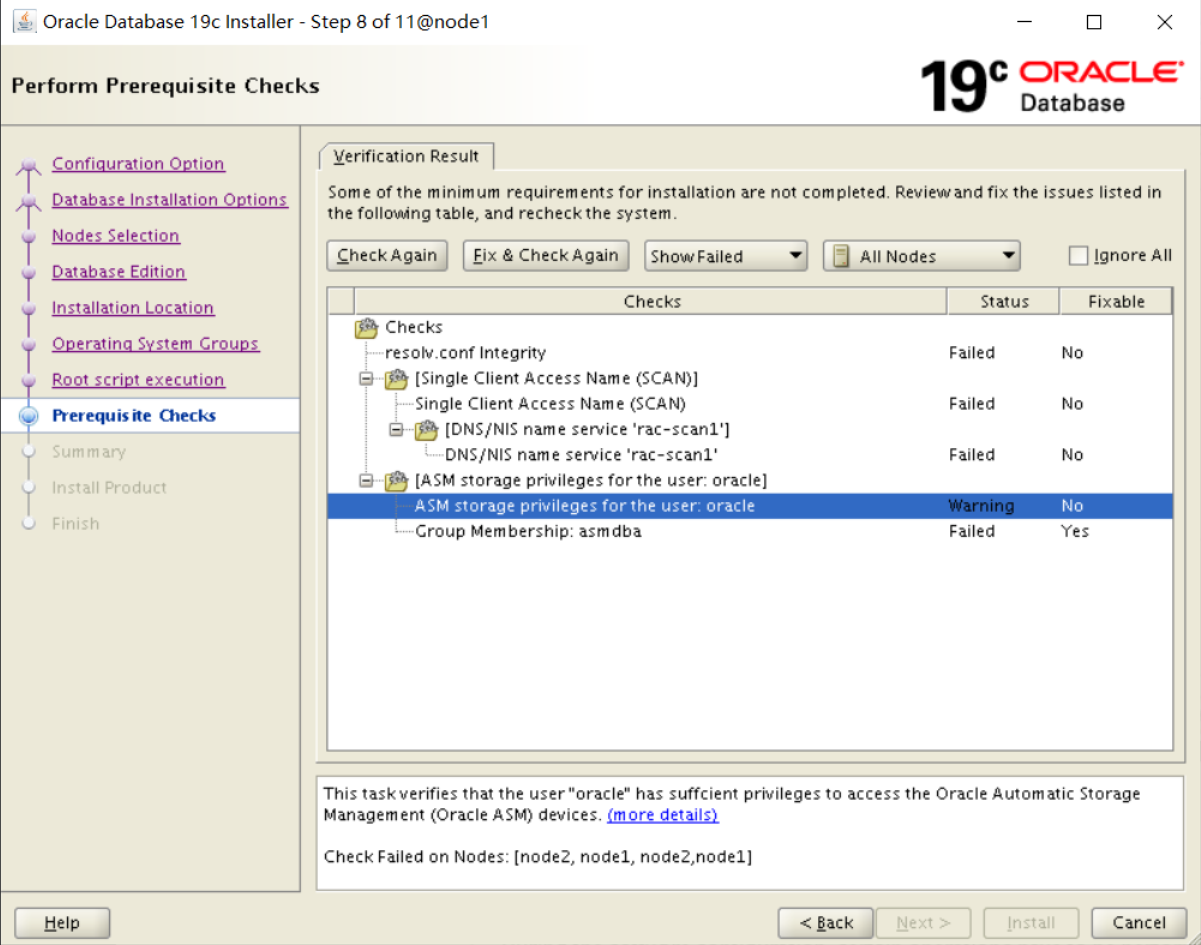 Oracle Database 19c Installer - Step 8 of 11@node1
Perform Prerequisite Checks
19c ORACLE Database
Configuration Option
Database Installation Options
Nodes Selection
Database Edition
Installation Location
Operating System Groups
Root script execution
Prerequisite Checks
Summary
Install Product
Finish
Verification Result
Some of the minimum requirements for installation are not completed. Review and fix the issues listed in
the following table, and recheck the system.
Check Again Fix & Check Again Show Failed All Nodes Ignore All
Checks Status Fixable
Checks
resolv.conf Integrity Failed No
[Single Client Access Name (SCAN)]
Single Client Access Name (SCAN) Failed No
[DNS/NIS name service 'rac-scan1']
DNS/NIS name service 'rac-scan1' Failed No
[ASM storage privileges for the user: oracle]
ASM storage privileges for the user: oracle Warning No
Group Membership: asmdba Failed Yes
This task verifies that the user "oracle" has suffcient privileges to access the Oracle Automatic Storage
Management (Oracle ASM) devices. (more details)
Check Failed on Nodes: [node2, node1, node2,node1]
Help < Back Next > Install Cancel